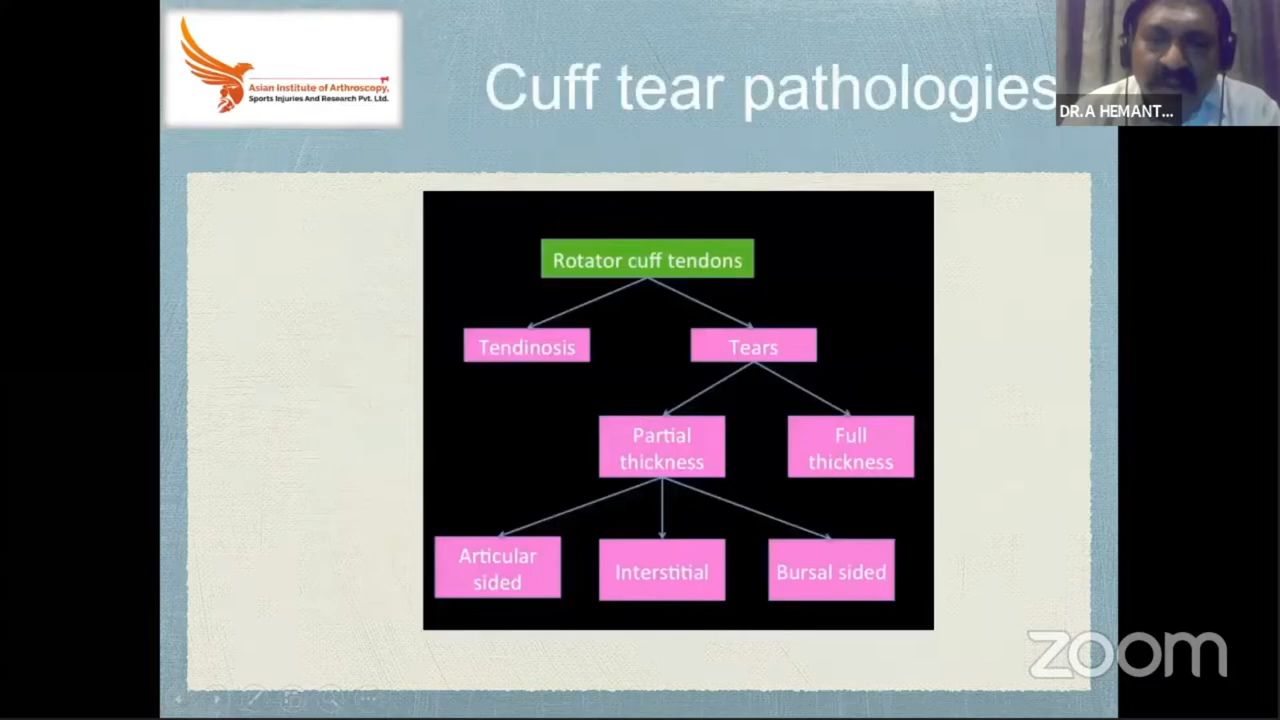 Asian Institute of Arthroscopy,
Sports Injuries And Research Pvt. Ltd.
Cuff tear pathologies
DR.A HEMANT...
Rotator cuff tendons
Tendinosis
Tears
Partial
thickness
Full
thickness
Articular
sided
Interstitial
Bursal sided
zoom